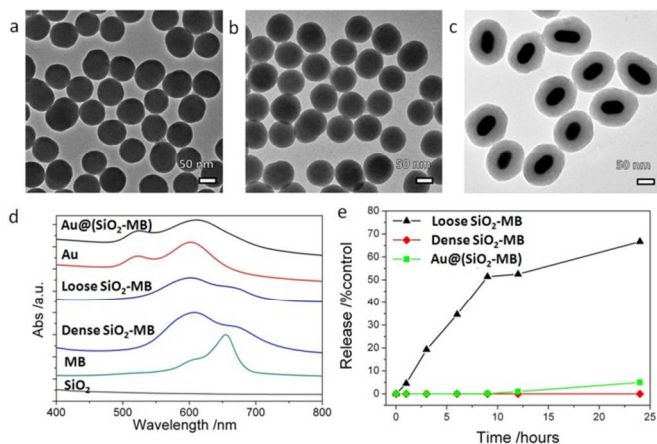 a
b
c
50 nm
50 nm
50 nm
d
e
Au@(SiO₂-MB)
Au
Loose SiO₂-MB
Dense SiO₂-MB
MB
SiO₂
Abs /a.u.
400 500 600 700 800
Wavelength /nm
Loose SiO₂-MB
Dense SiO₂-MB
Au@(SiO₂-MB)
Release /%control
80
70
60
50
40
30
20
10
0
0 5 10 15 20 25
Time /hours